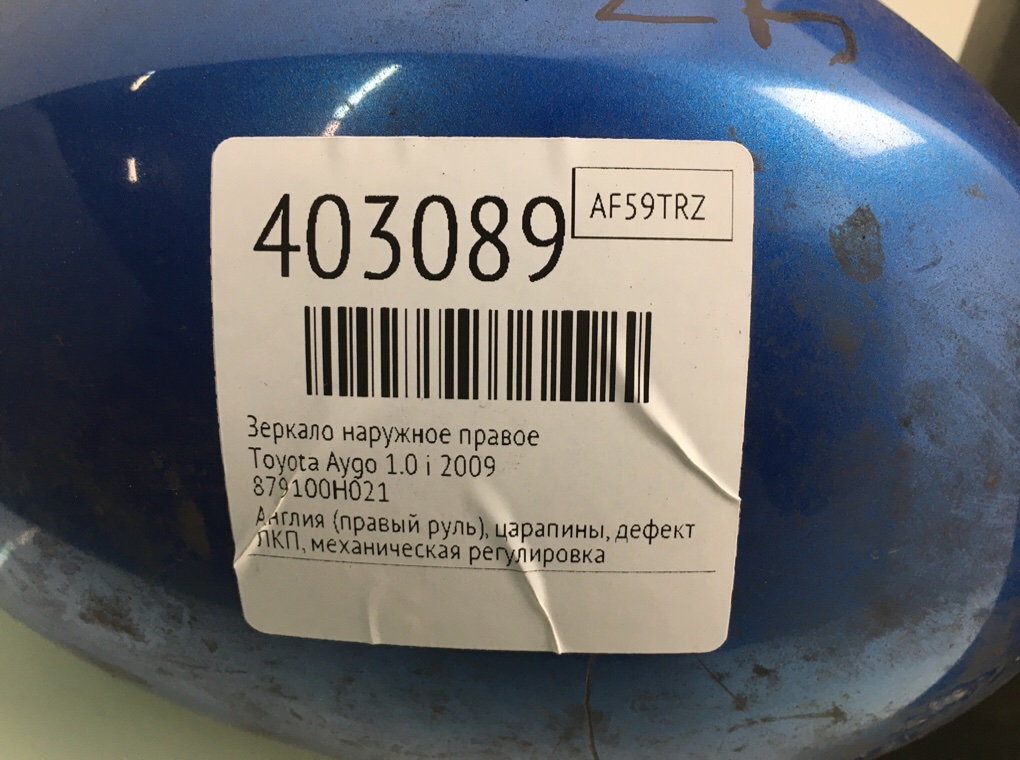 403089
AF59TRZ
Зеркало наружное правое
Toyota Aygo 1.0 i 2009
879100H021
Англия (правый руль), царапины, дефект
ЛКП, механическая регулировка